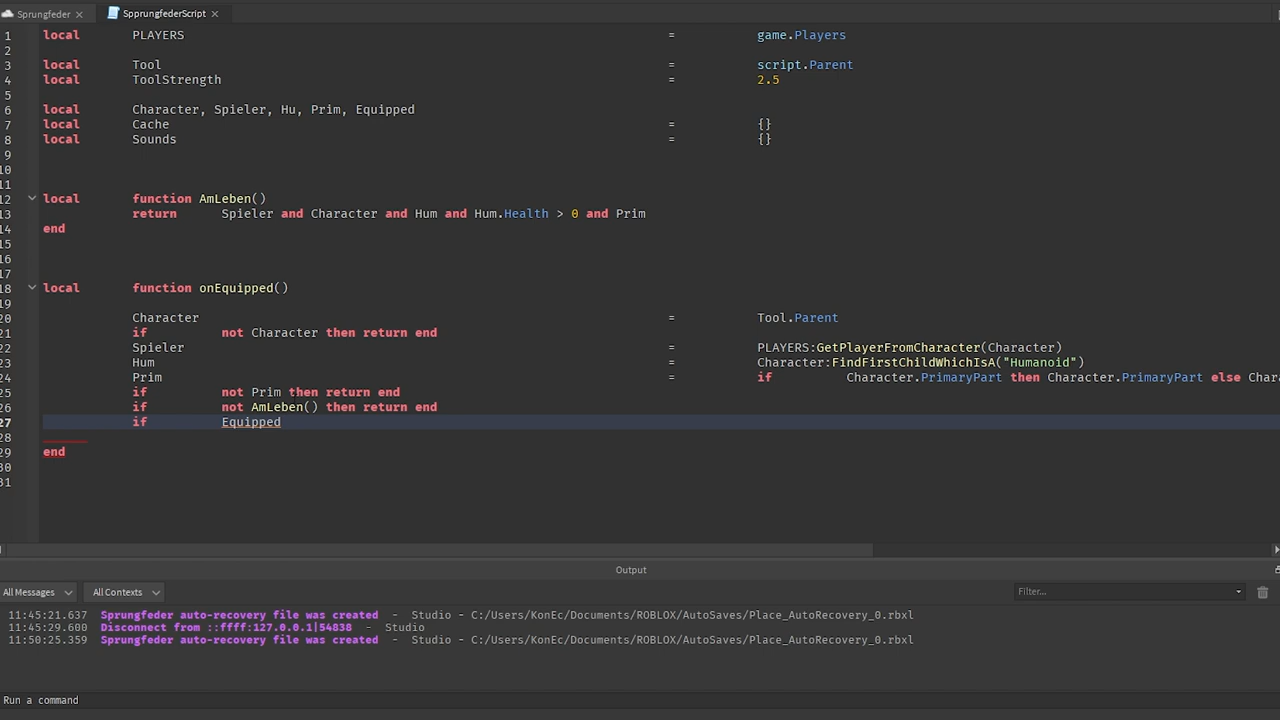 Sprungfeder SpprungfederScript
1 local PLAYERS = game.Players
2
3 local Tool = script.Parent
4 local ToolStrength = 2.5
5
6 local Character, Spieler, Hu, Prim, Equipped
7 local Cache = {}
8 local Sounds = {}
9
10
11
12 local function AmLeben()
13 return Spieler and Character and Hum and Hum.Health > 0 and Prim
14 end
15
16
17
18 local function onEquipped()
19
20 Character = Tool.Parent
21 if not Character then return end
22 Spieler = PLAYERS:GetPlayerFromCharacter(Character)
23 Hum = Character:FindFirstChildWhichIsA("Humanoid")
24 Prim = if Character.PrimaryPart then Character.PrimaryPart else Chara
25 if not Prim then return end
26 if not AmLeben() then return end
27 if Equipped
28
29 end
30
31
Output
All Messages All Contexts Filter...
11:45:21.637 Sprungfeder auto-recovery file was created - Studio - C:/Users/KonEc/Documents/ROBLOX/AutoSaves/Place_AutoRecovery_0.rbxl
11:45:29.600 Disconnect from ::ffff:127.0.0.1|54838 - Studio
11:50:25.359 Sprungfeder auto-recovery file was created - Studio - C:/Users/KonEc/Documents/ROBLOX/AutoSaves/Place_AutoRecovery_0.rbxl
Run a command